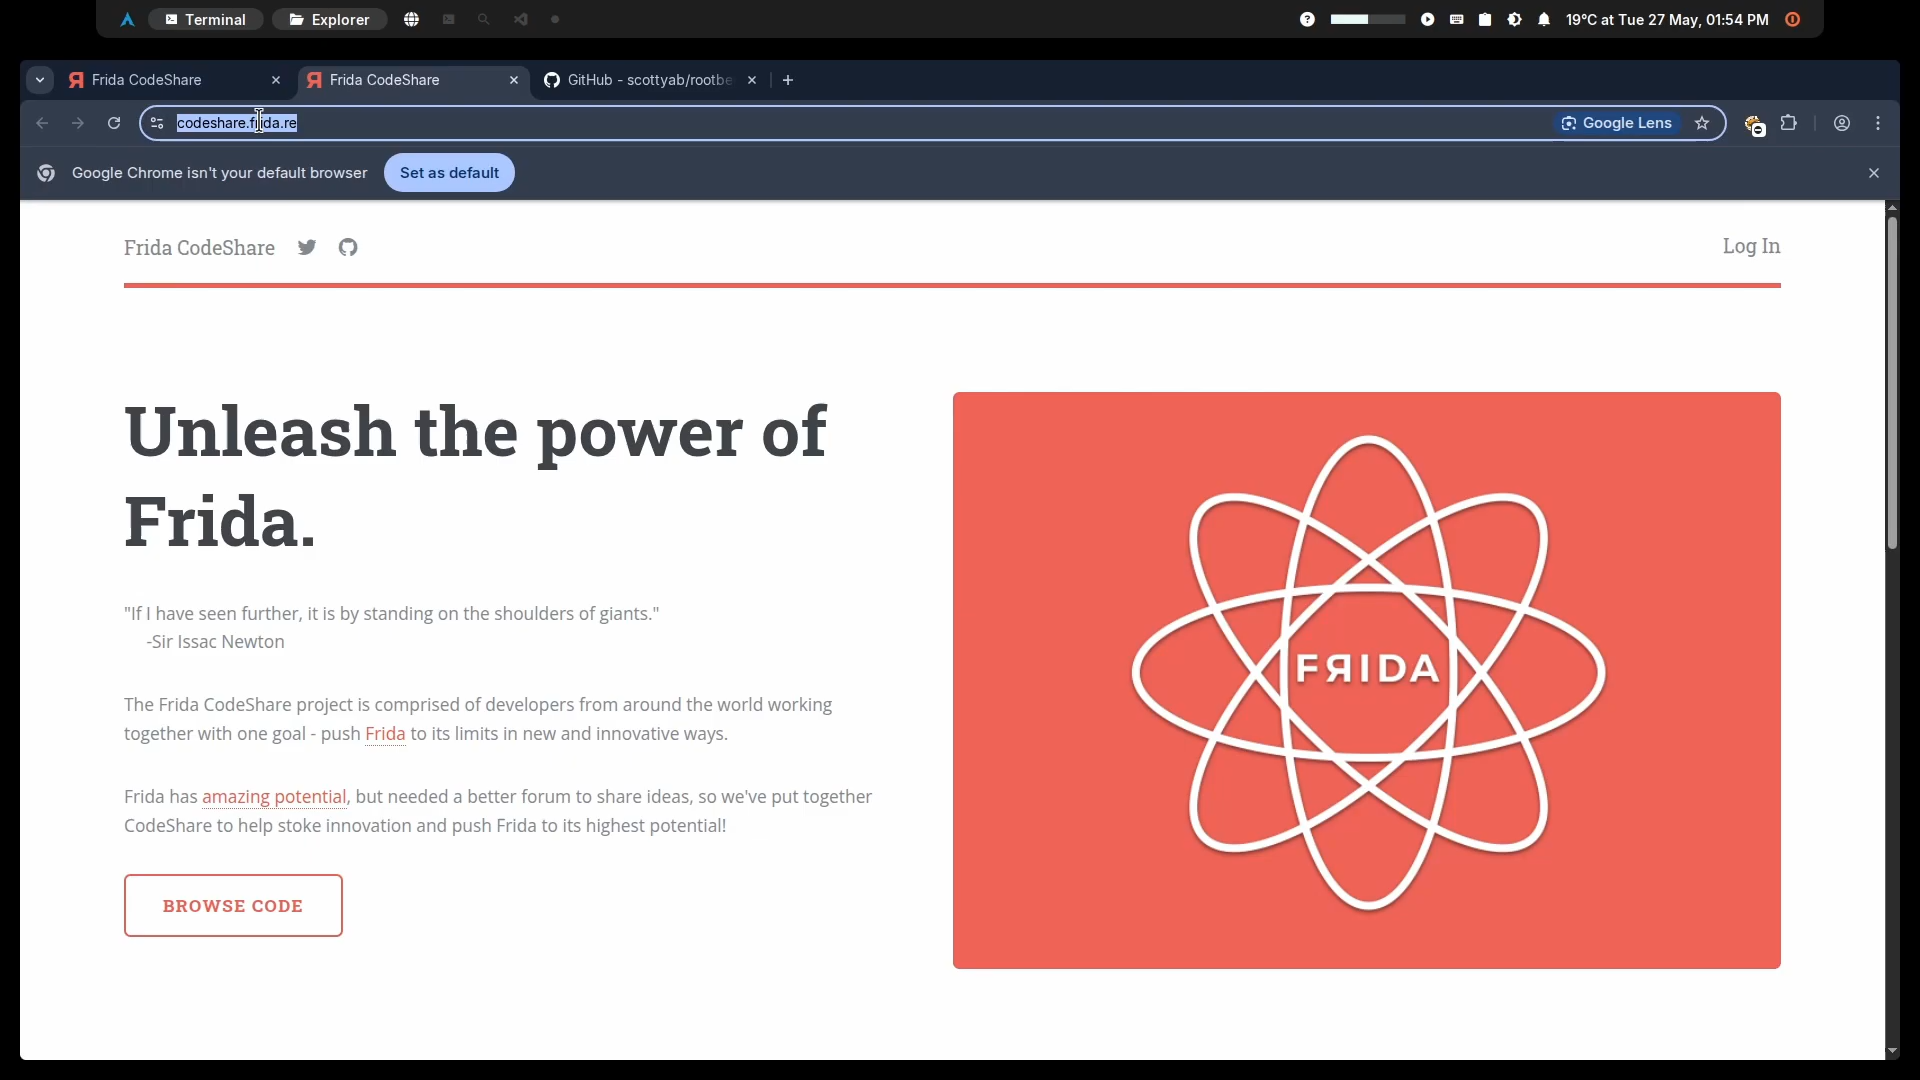 Terminal
Explorer
19°C at Tue 27 May, 01:54 PM
Frida CodeShare
Frida CodeShare
GitHub - scottyab/rootbe
codeshare.frida.re
Google Lens
Google Chrome isn't your default browser
Set as default
Frida CodeShare
Log In
Unleash the power of
Frida.
"If I have seen further, it is by standing on the shoulders of giants."
-Sir Issac Newton
The Frida CodeShare project is comprised of developers from around the world working
together with one goal - push Frida to its limits in new and innovative ways.
Frida has amazing potential, but needed a better forum to share ideas, so we've put together
CodeShare to help stoke innovation and push Frida to its highest potential!
BROWSE CODE
FЯIDA